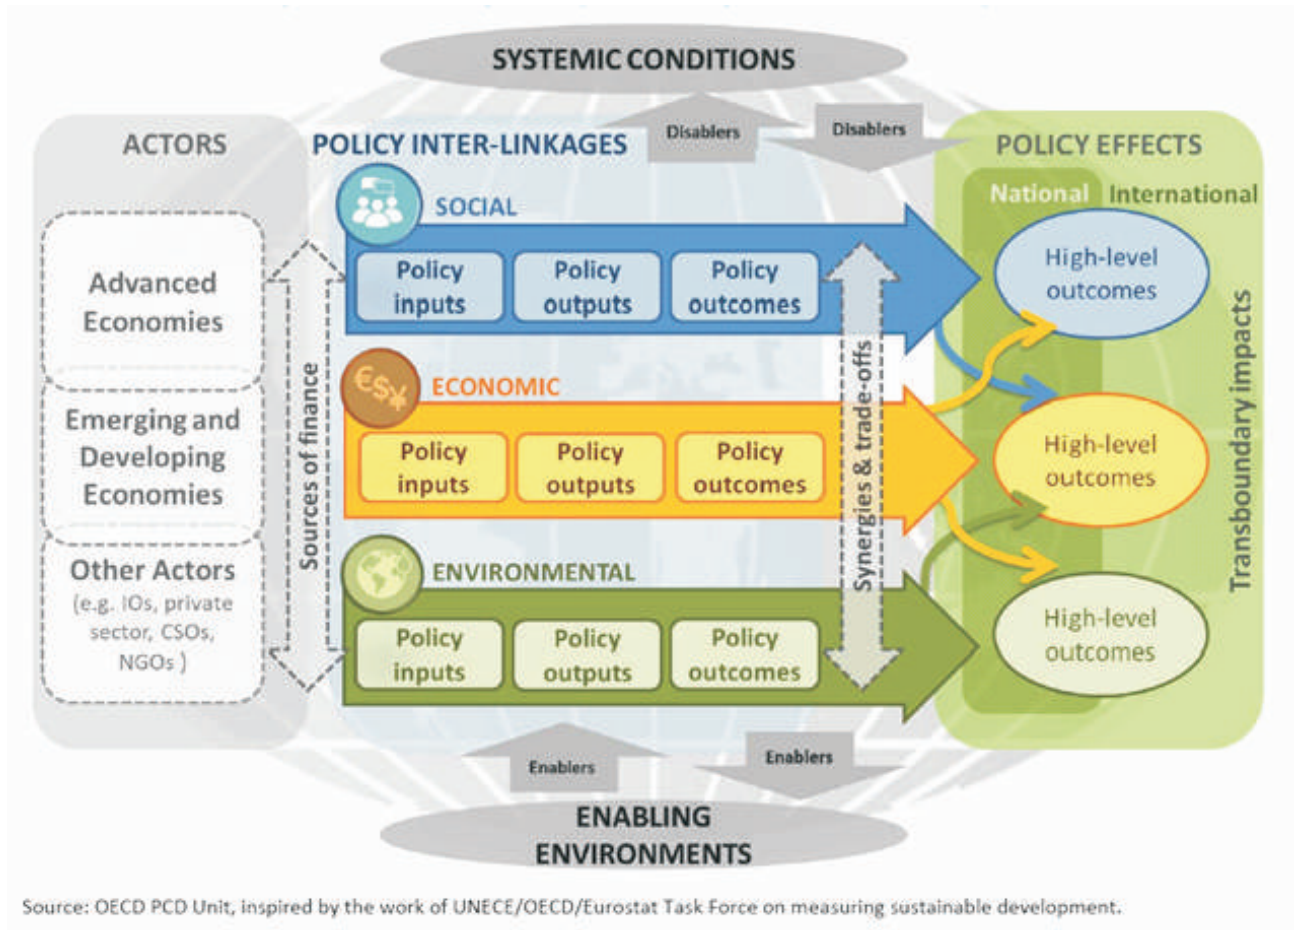 SYSTEMIC CONDITIONS
Disablers
Disablers
ACTORS
Advanced
Economies
Emerging and
Developing
Economies
Other Actors
(e.g. IOs, private
sector, CSOs,
NGOs )
Sources of finance
POLICY INTER-LINKAGES
SOCIAL
Policy
inputs
Policy
outputs
Policy
outcomes
ECONOMIC
€$¥
Policy
inputs
Policy
outputs
Policy
outcomes
ENVIRONMENTAL
Policy
inputs
Policy
outputs
Policy
outcomes
Synergies & trade-offs
POLICY EFFECTS
National
International
High-level
outcomes
High-level
outcomes
High-level
outcomes
Transboundary impacts
Enablers
Enablers
ENABLING
ENVIRONMENTS
Source: OECD PCD Unit, inspired by the work of UNECE/OECD/Eurostat Task Force on measuring sustainable development.